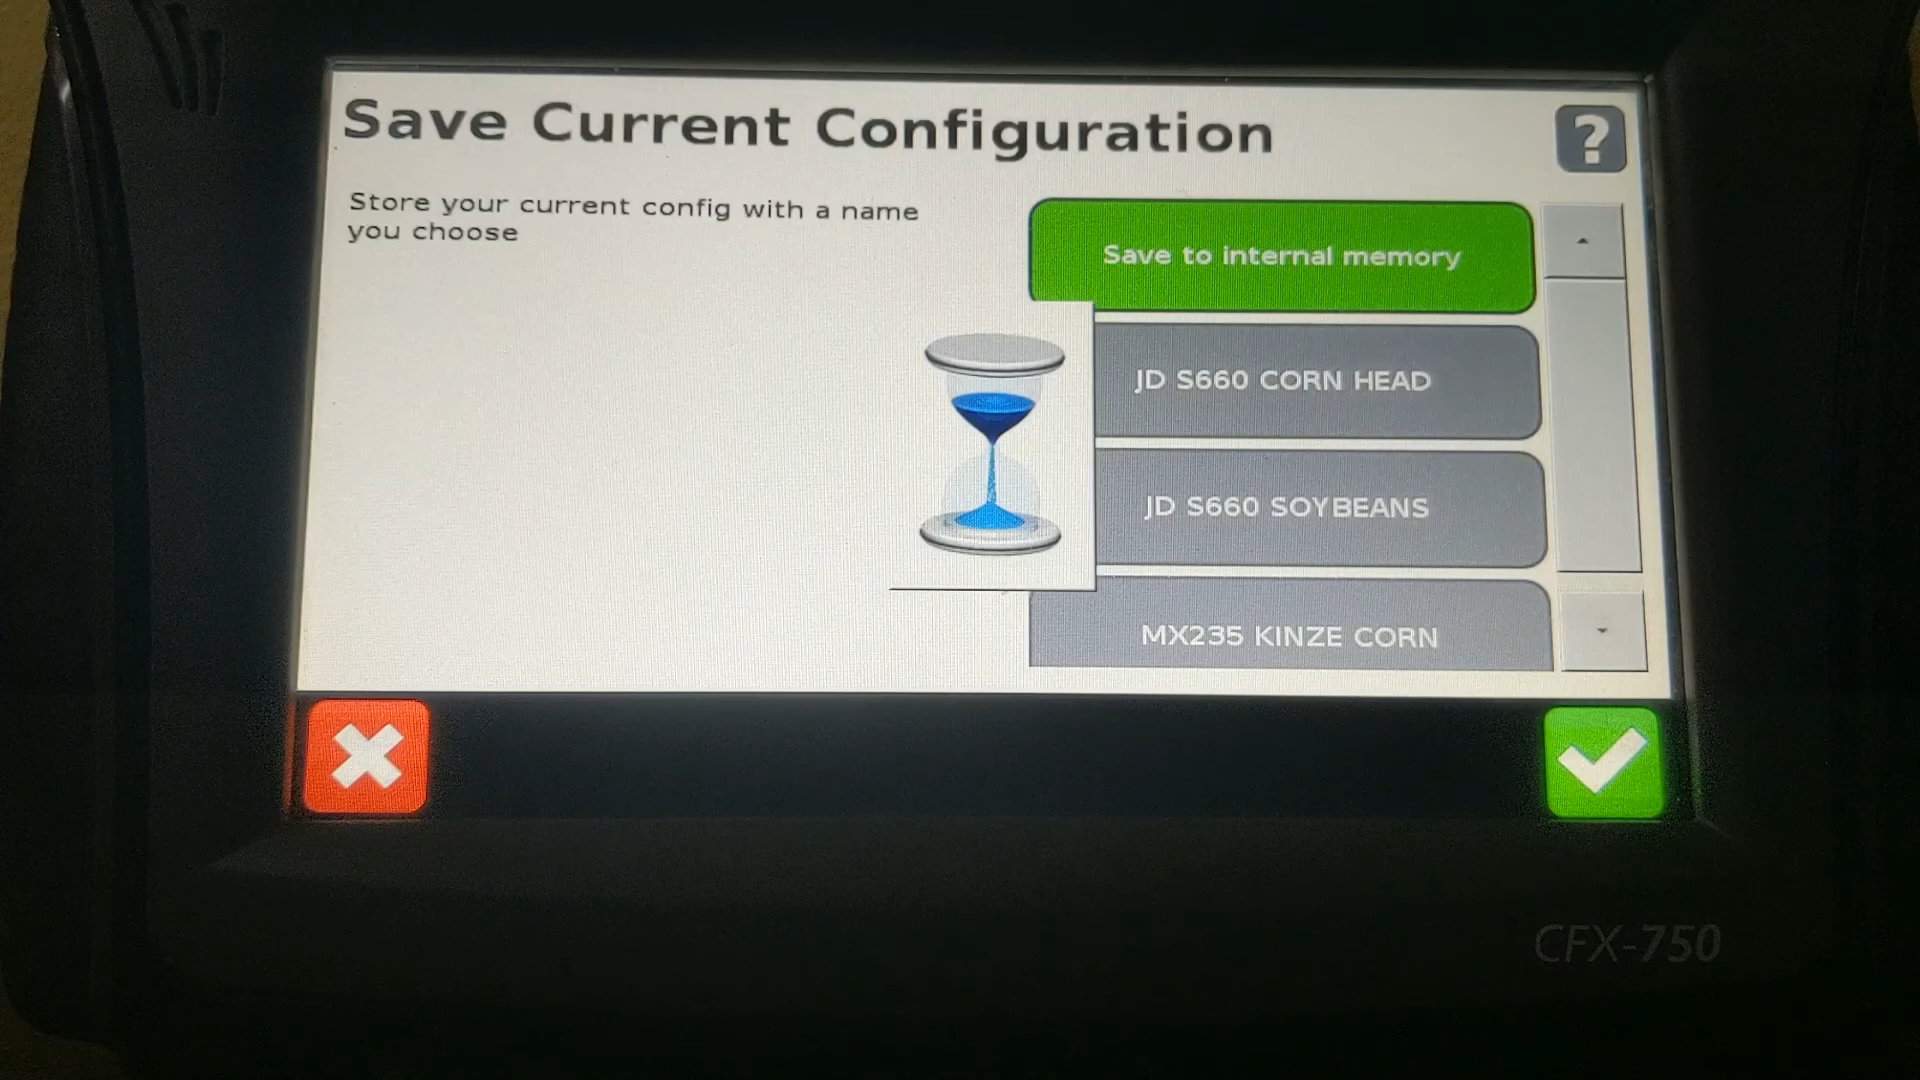 Save Current Configuration
?
Store your current config with a name
you choose
Save to internal memory
JD S660 CORN HEAD
JD S660 SOYBEANS
MX235 KINZE CORN
CFX-750